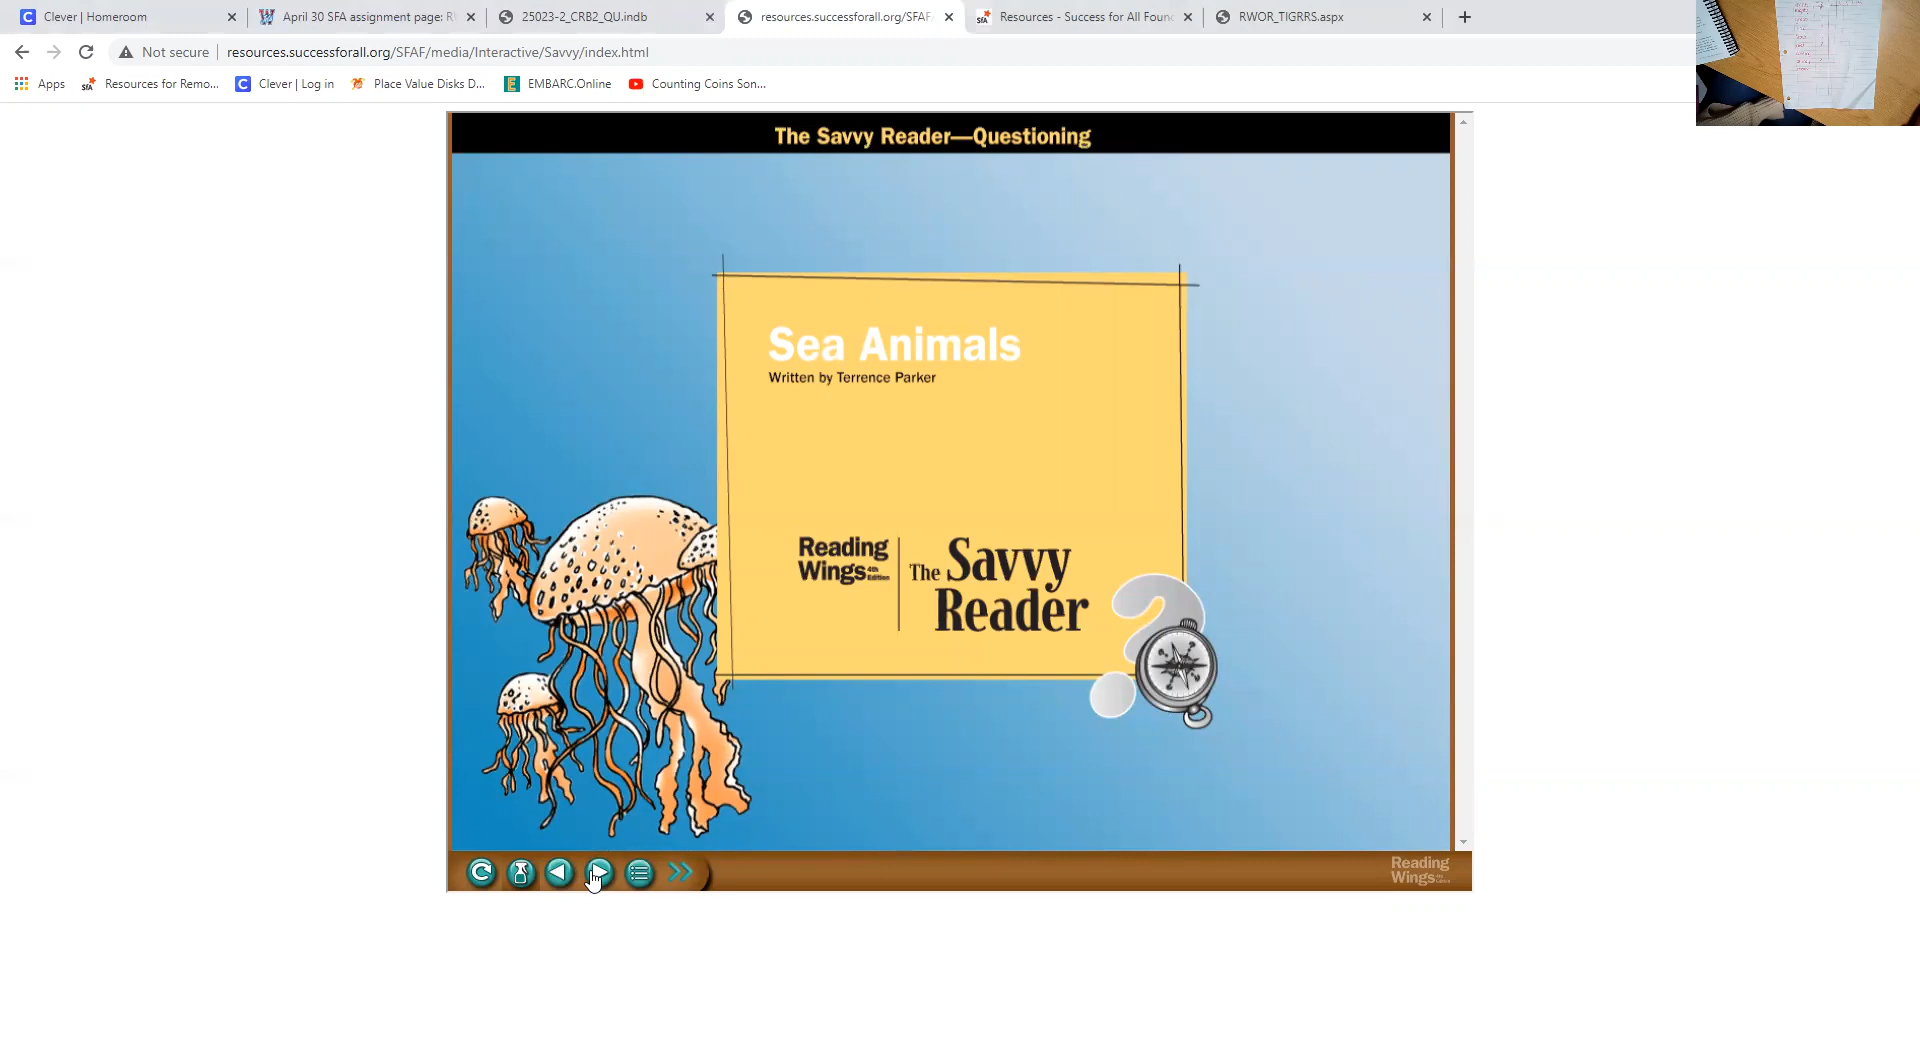 Clever | Homeroom
April 30 SFA assignment page: R
25023-2_CRB2_QU.indb
resources.successforall.org/SFAF
Resources - Success for All Foun
RWOR_TIGRRS.aspx
Not secure
resources.successforall.org/SFAF/media/Interactive/Savvy/index.html
Apps
Resources for Remo...
Clever | Log in
Place Value Disks D...
EMBARC.Online
Counting Coins Son...
The Savvy Reader—Questioning
Sea Animals
Written by Terrence Parker
Reading
Wings 4th Edition
The Savvy
Reader
Reading
Wings